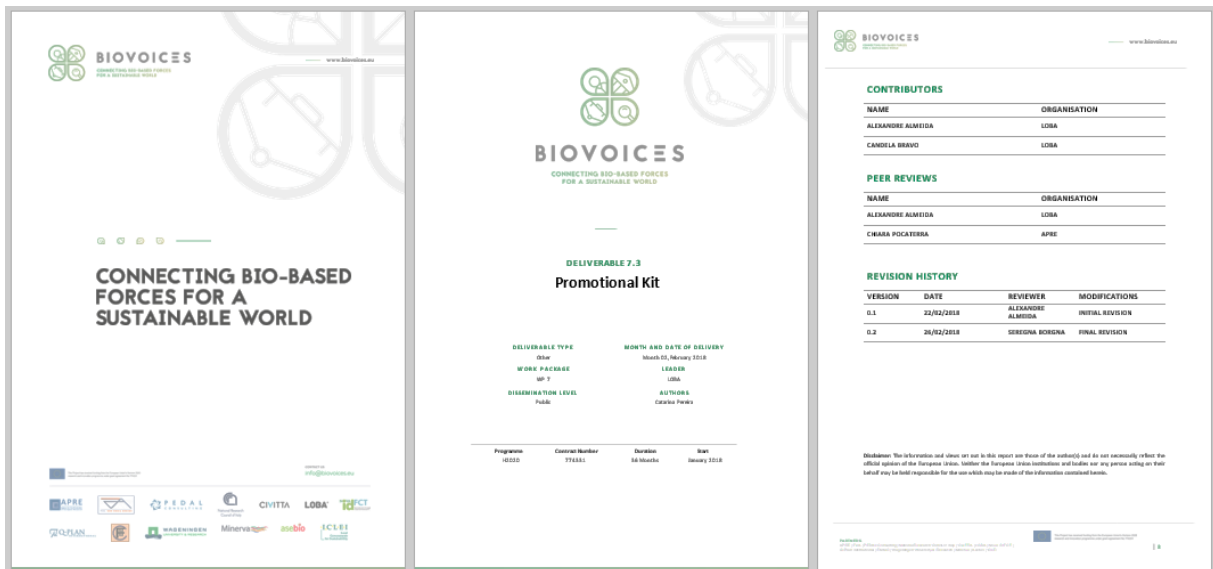 BIOVOICES
CONNECTING BIO-BASED FORCES
FOR A SUSTAINABLE WORLD
www.biovoices.eu
CONNECTING BIO-BASED
FORCES FOR A
SUSTAINABLE WORLD
info@biovoices.eu
APRE
PEDAL
CONSULTING
CIVITTA
LOBA
FCT
Q-PLAN
WAGENINGEN
Minerva
asebio
ICLEI
BIOVOICES
CONNECTING BIO-BASED FORCES
FOR A SUSTAINABLE WORLD
DELIVERABLE 7.3
Promotional Kit
DELIVERABLE TYPE
Other
WORK PACKAGE
WP 7
DISSEMINATION LEVEL
Public
MONTH AND DATE OF DELIVERY
Month 02, February 2018
LEADER
LOBA
AUTHORS
Catarina Pereira
Programme Contract Number Duration Start
H2020 774331 36 Months January 2018
BIOVOICES
CONNECTING BIO-BASED FORCES
FOR A SUSTAINABLE WORLD
www.biovoices.eu
CONTRIBUTORS
NAME ORGANISATION
ALEXANDRE ALMEIDA LOBA
CANDELA BRAVO LOBA
PEER REVIEWS
NAME ORGANISATION
ALEXANDRE ALMEIDA LOBA
CHIARA POCATERRA APRE
REVISION HISTORY
VERSION DATE REVIEWER MODIFICATIONS
0.1 22/02/2018 ALEXANDRE ALMEIDA INITIAL REVISION
0.2 26/02/2018 SEREGNA BORGNA FINAL REVISION
Disclaimer: The information and views set out in this report are those of the author(s) and do not necessarily reflect the
official opinion of the European Union. Neither the European Union institutions and bodies nor any person acting on their
behalf may be held responsible for the use which may be made of the information contained herein.